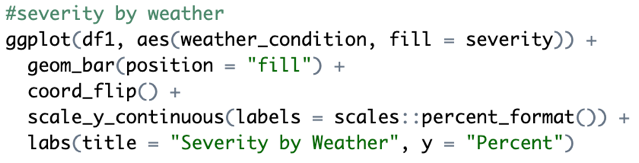 #severity by weather
ggplot(df1, aes(weather_condition, fill = severity)) +
  geom_bar(position = "fill") +
  coord_flip() +
  scale_y_continuous(labels = scales::percent_format()) +
  labs(title = "Severity by Weather", y = "Percent")